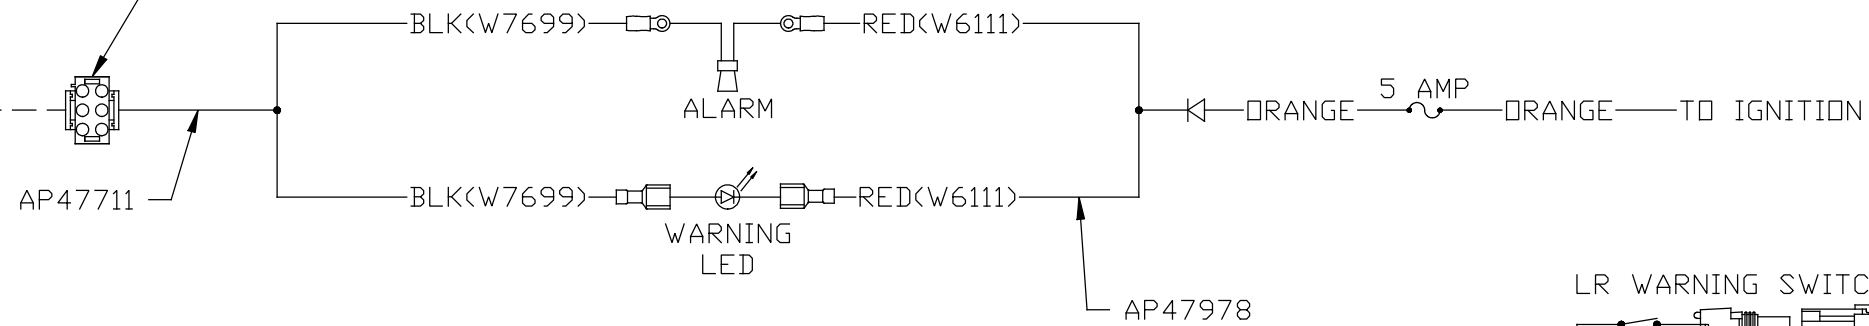 BLK(W7699)
RED(W6111)
ALARM
5 AMP
ORANGE
ORANGE
TO IGNITION
AP47711
BLK(W7699)
RED(W6111)
WARNING
LED
LR WARNING SWITC
AP47978